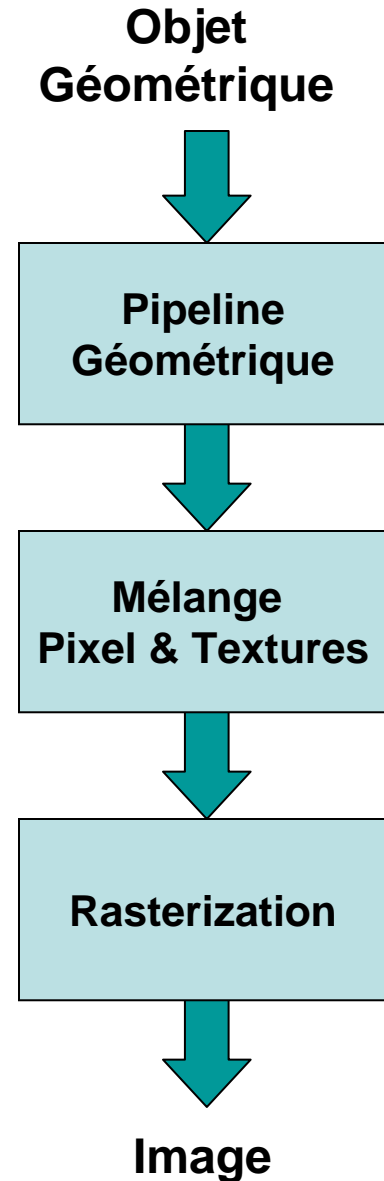 Objet
Géométrique
Pipeline
Géométrique
Mélange
Pixel & Textures
Rasterization
Image